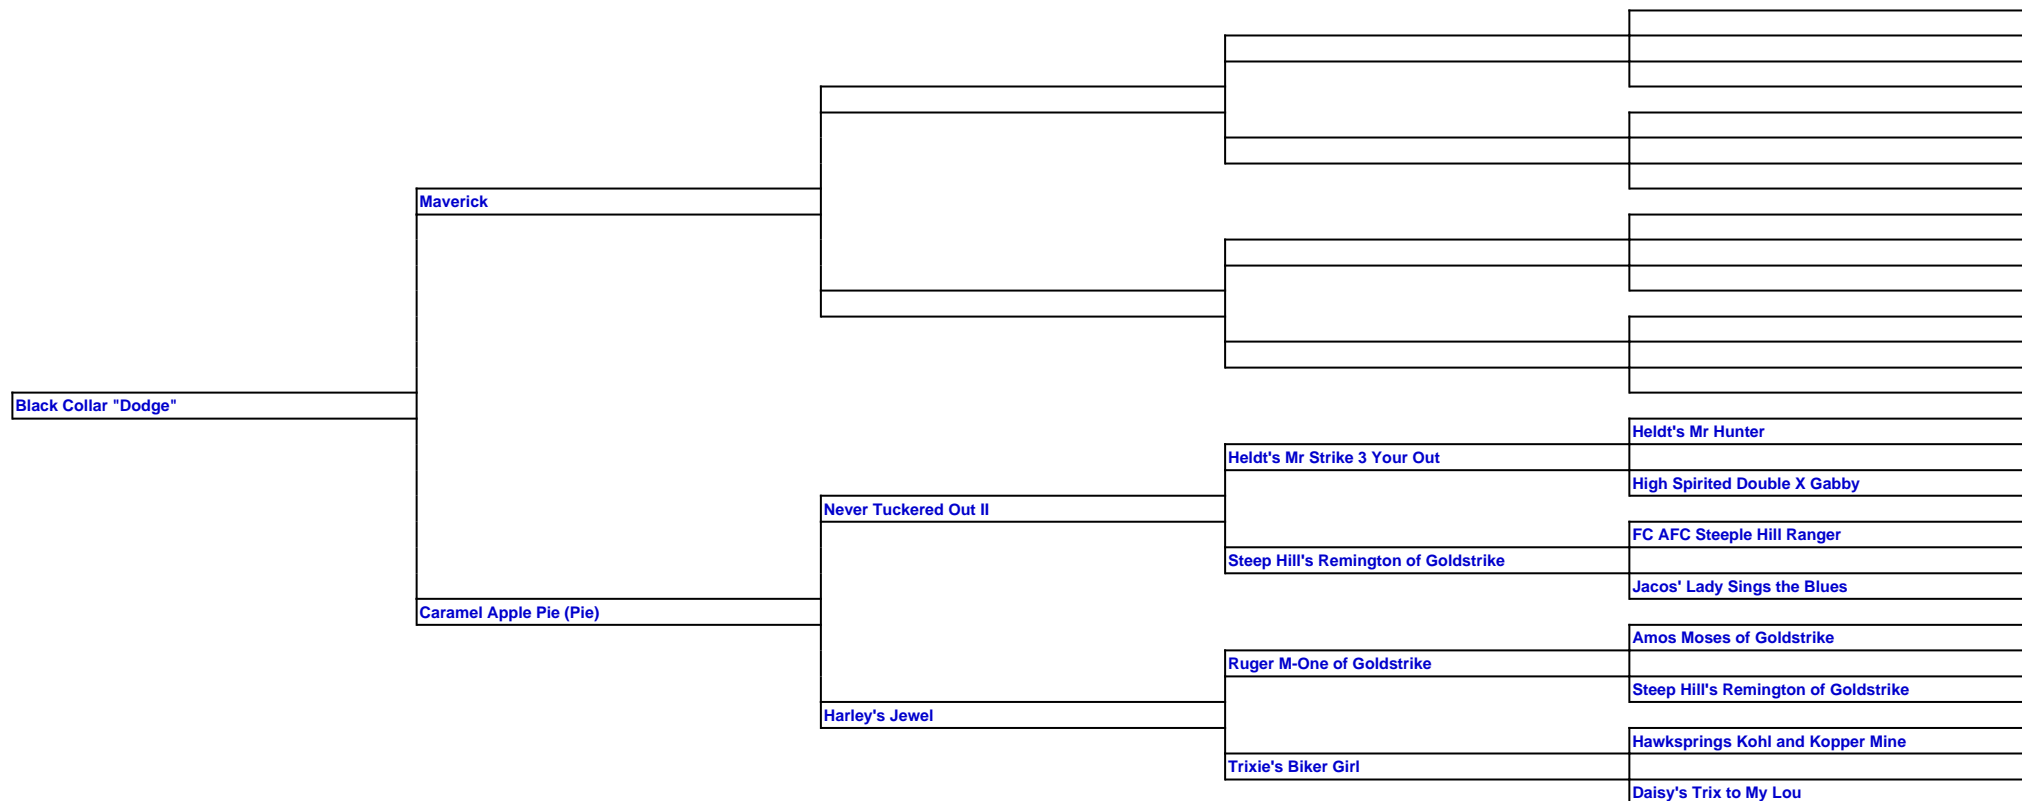 Maverick
Black Collar "Dodge"
Heldt's Mr Hunter
Heldt's Mr Strike 3 Your Out
High Spirited Double X Gabby
Never Tuckered Out II
FC AFC Steeple Hill Ranger
Steep Hill's Remington of Goldstrike
Jacos' Lady Sings the Blues
Caramel Apple Pie (Pie)
Amos Moses of Goldstrike
Ruger M-One of Goldstrike
Steep Hill's Remington of Goldstrike
Harley's Jewel
Hawksprings Kohl and Kopper Mine
Trixie's Biker Girl
Daisy's Trix to My Lou